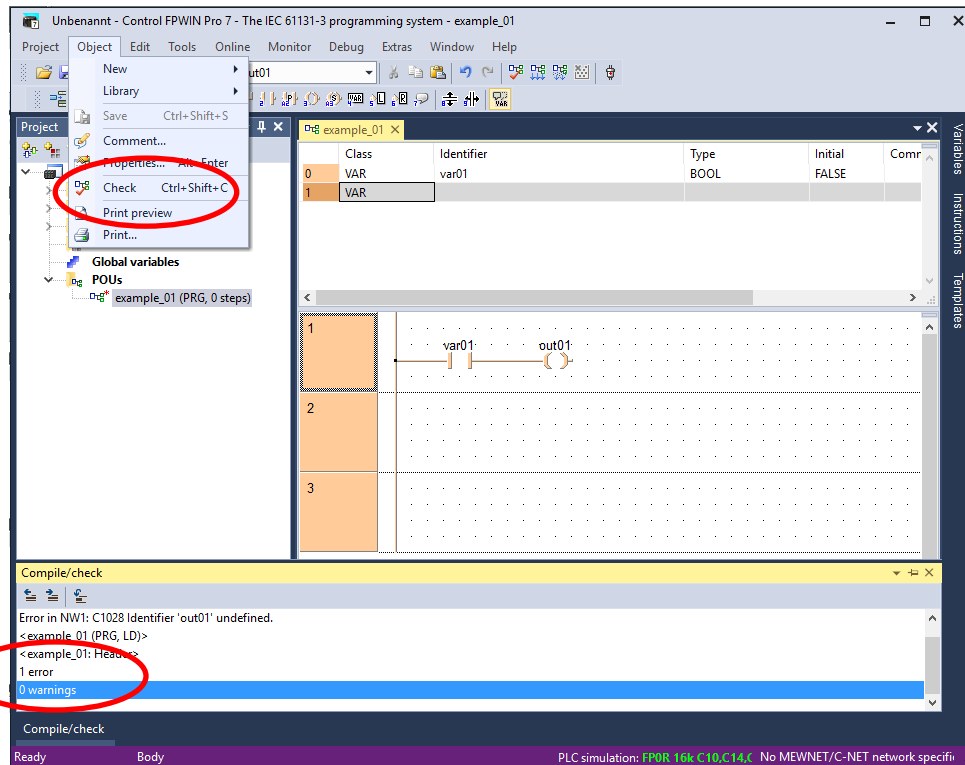 Unbenannt - Control FPWIN Pro 7 - The IEC 61131-3 programming system - example_01
Project Object Edit Tools Online Monitor Debug Extras Window Help
New
ut01
Library
Save Ctrl+Shift+S
Project
example_01
Comment...
Properties... Alt+Enter
Check Ctrl+Shift+C
Print preview
Print...
Class Identifier Type Initial Comm
0 VAR var01 BOOL FALSE
1 VAR
Global variables
POUs
example_01 (PRG, 0 steps)
1
var01 out01
2
3
Variables
Instructions
Templates
Compile/check
Error in NW1: C1028 Identifier 'out01' undefined.
<example_01 (PRG, LD)>
<example_01: Header>
1 error
0 warnings
Compile/check
Ready Body PLC simulation: FP0R 16k C10,C14,C No MEWNET/C-NET network specifi